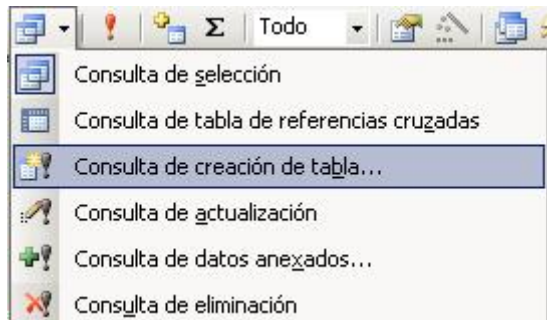 Σ Todo
Consulta de selección
Consulta de tabla de referencias cruzadas
Consulta de creación de tabla...
Consulta de actualización
Consulta de datos anexados...
Consulta de eliminación